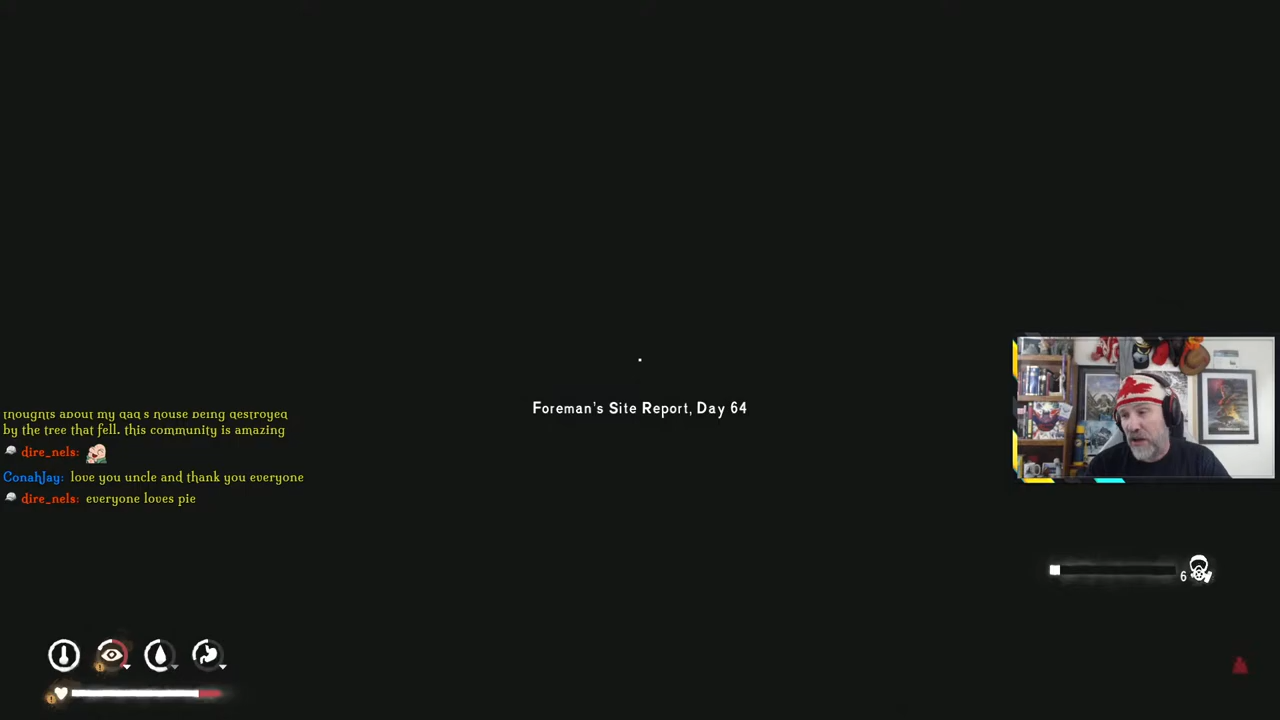 thoughts about my dad's house being destroyed
by the tree that fell. this community is amazing
dire_nels:
ConahJay: love you uncle and thank you everyone
dire_nels: everyone loves pie
Foreman's Site Report, Day 64
6